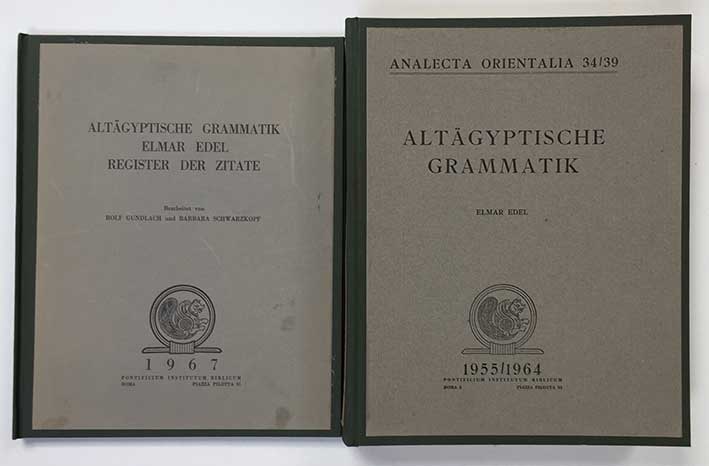 ALTÄGYPTISCHE GRAMMATIK
ELMAR EDEL
REGISTER DER ZITATE
Bearbeitet von
ROLF GUNDLACH und BARBARA SCHWARZKOPF
1967
PONTIFICIUM INSTITUTUM BIBLICUM
ROMA PIAZZA PILOTTA 35
ANALECTA ORIENTALIA 34/39
ALTÄGYPTISCHE
GRAMMATIK
ELMAR EDEL
1955/1964
PONTIFICIUM INSTITUTUM BIBLICUM
ROMA PIAZZA PILOTTA 35